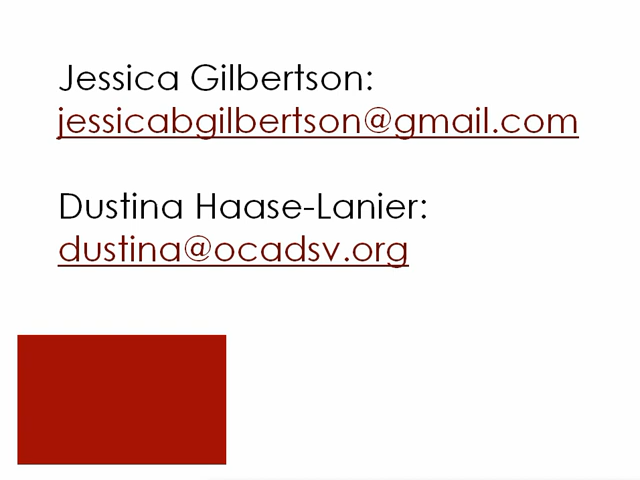 Jessica Gilbertson:
jessicabgilbertson@gmail.com
Dustina Haase-Lanier:
dustina@ocadsv.org